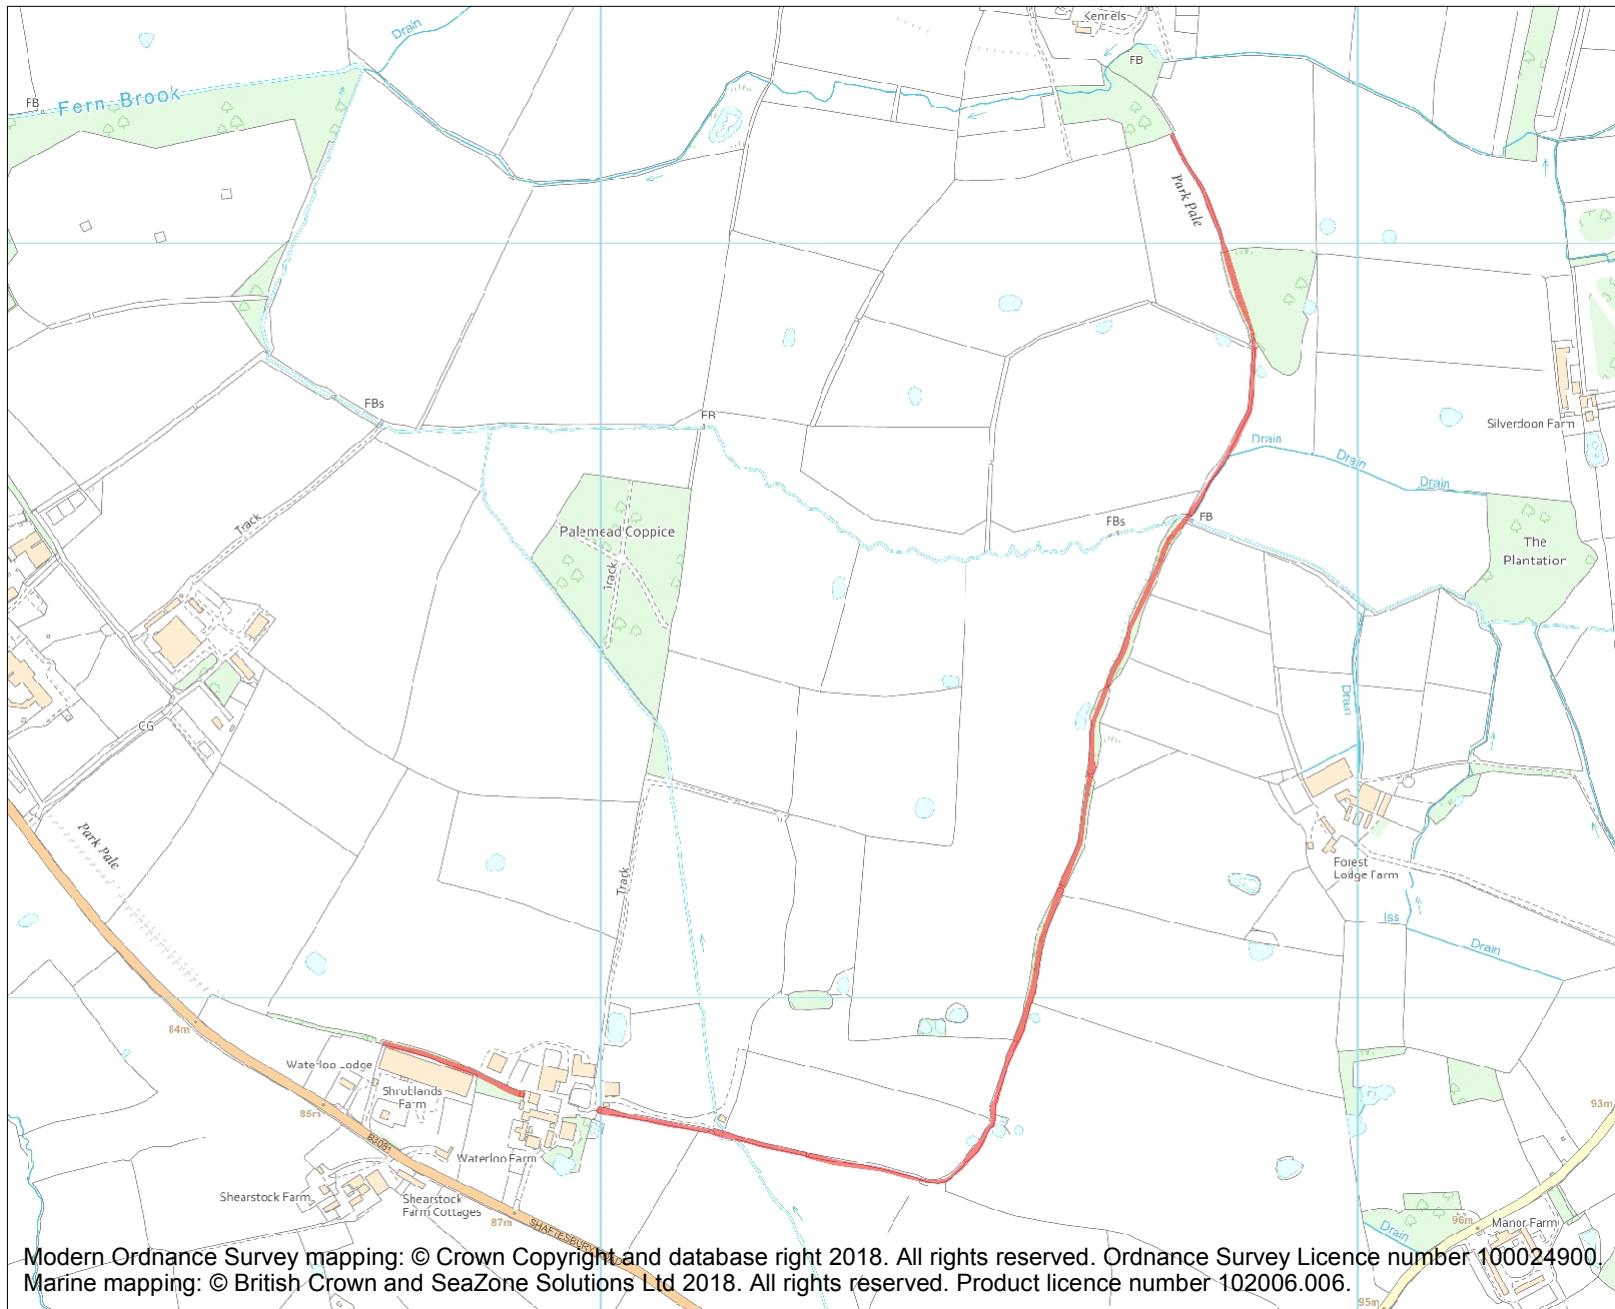 Kennels
Drain
FB
FB
Fern Brook
Park Pale
FBs
FB
Silverdoon Farm
Drain
Drain
Drain
Track
Palemead Coppice
FBs
FB
The
Plantation
Track
Drain
CG
Park Pale
Track
Forest
Lodge Farm
Iss
Drain
84m
Waterloo Lodge
Shrublands
Farm
85m
93m
B3081
Waterloo Farm
Shearstock Farm
Shearstock
Farm Cottages
87m
SHAFTESBURY
96m
Manor Farm
Drain
Modern Ordnance Survey mapping: © Crown Copyright and database right 2018. All rights reserved. Ordnance Survey Licence number 100024900.
Marine mapping: © British Crown and SeaZone Solutions Ltd 2018. All rights reserved. Product licence number 102006.006.
95m